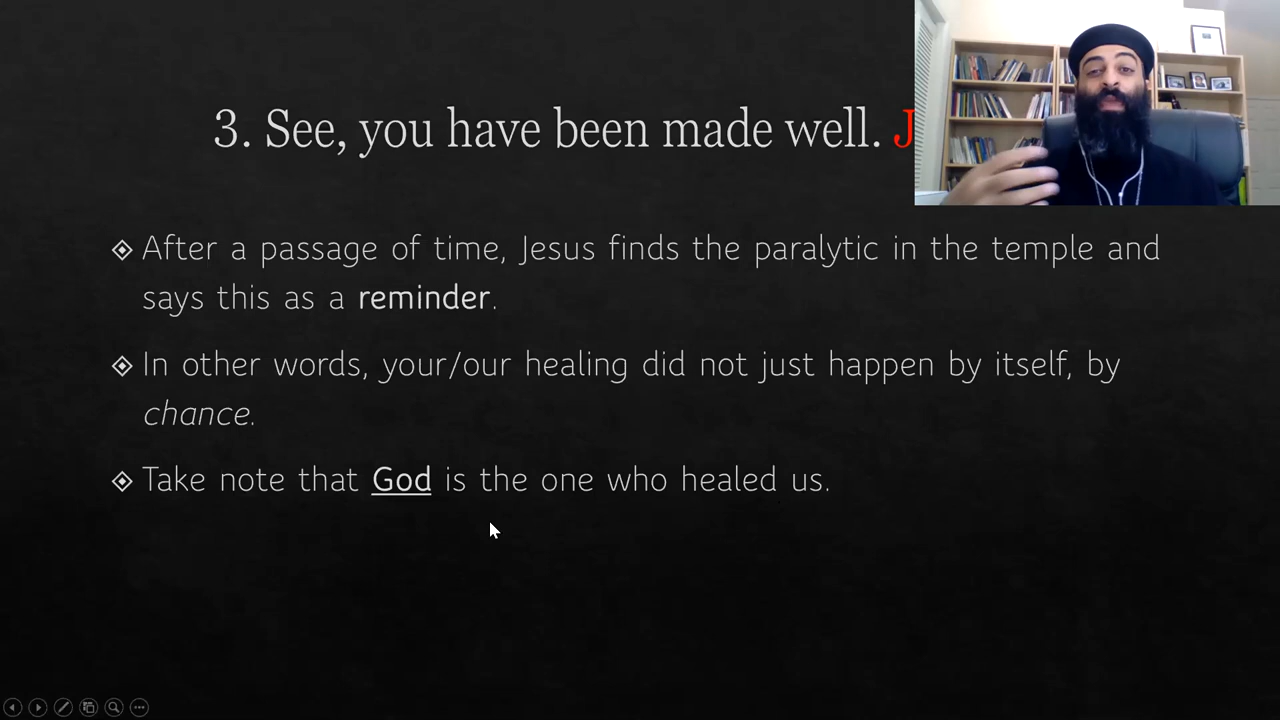 3. See, you have been made well. J
After a passage of time, Jesus finds the paralytic in the temple and
says this as a reminder.
In other words, your/our healing did not just happen by itself, by
chance.
Take note that God is the one who healed us.